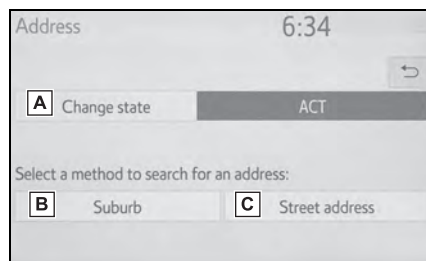 Address 6:34
A Change state ACT
Select a method to search for an address:
B Suburb C Street address